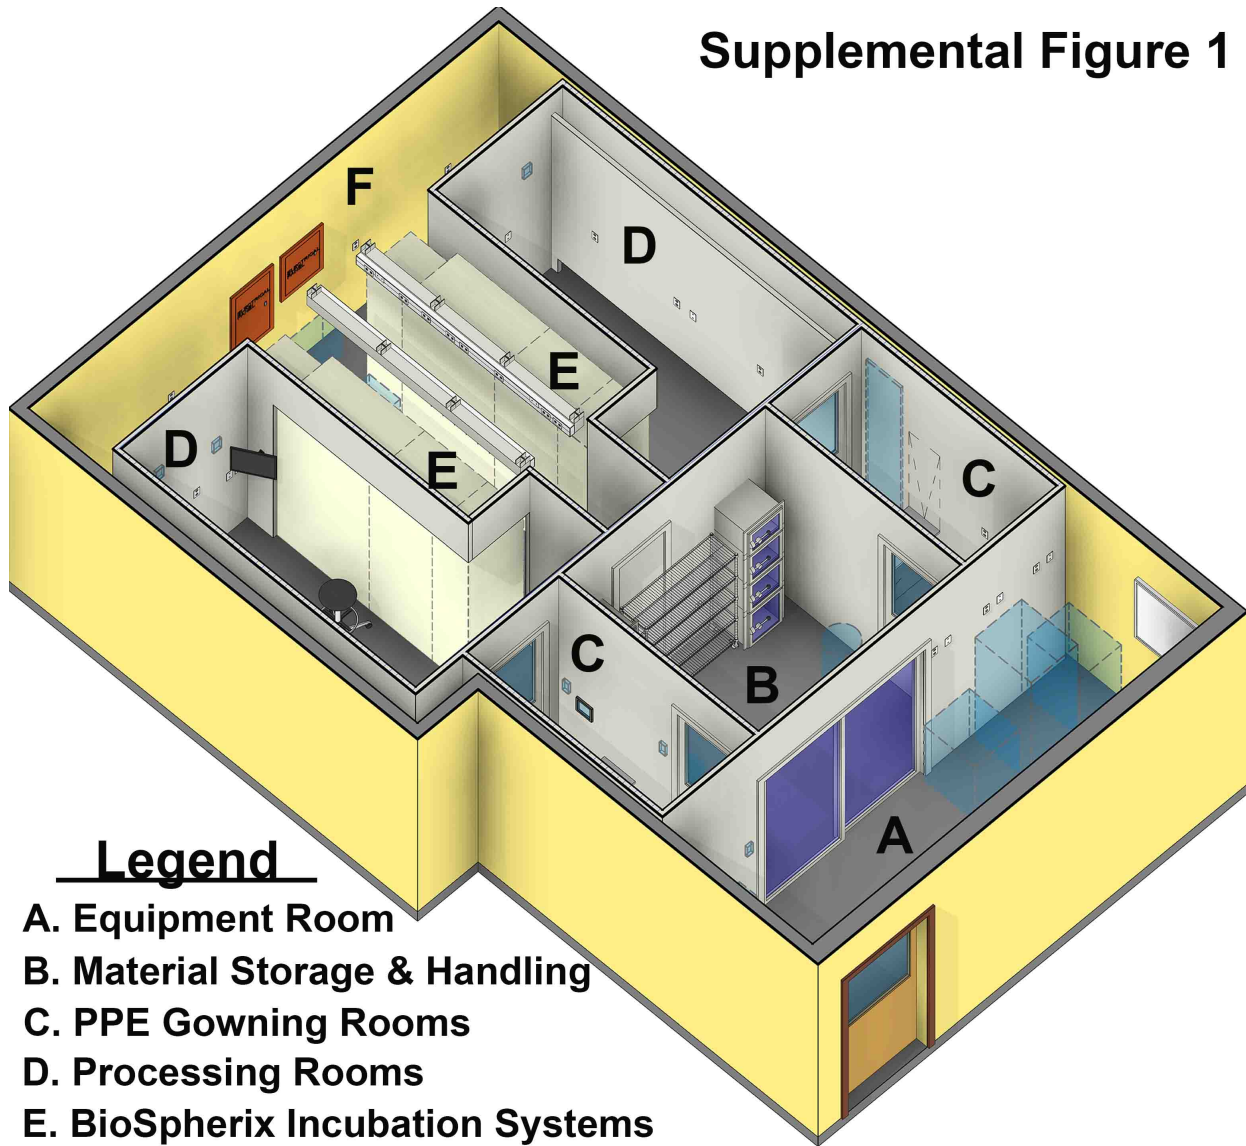 Supplemental Figure 1
F
D
E
C
D
E
C
B
A
Legend
A. Equipment Room
B. Material Storage & Handling
C. PPE Gowning Rooms
D. Processing Rooms
E. BioSpherix Incubation Systems